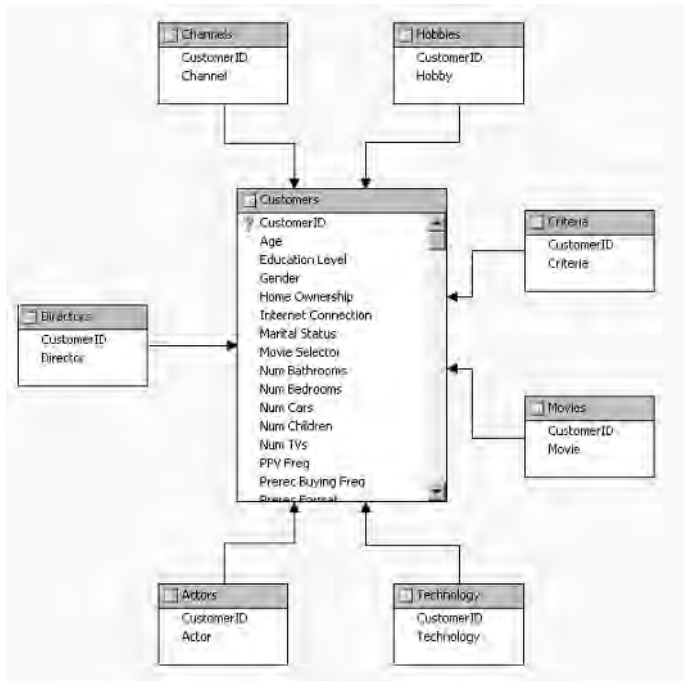 Channels
CustomerID
Channel
Hobbies
CustomerID
Hobby
Customers
CustomerID
Age
Education Level
Gender
Home Ownership
Internet Connection
Marital Status
Movie Selector
Num Bathrooms
Num Bedrooms
Num Cars
Num Children
Num TVs
PPV Freq
Prerec Buying Freq
Prerec Format
Criteria
CustomerID
Criteria
Directors
CustomerID
Director
Movies
CustomerID
Movie
Actors
CustomerID
Actor
Technology
CustomerID
Technology